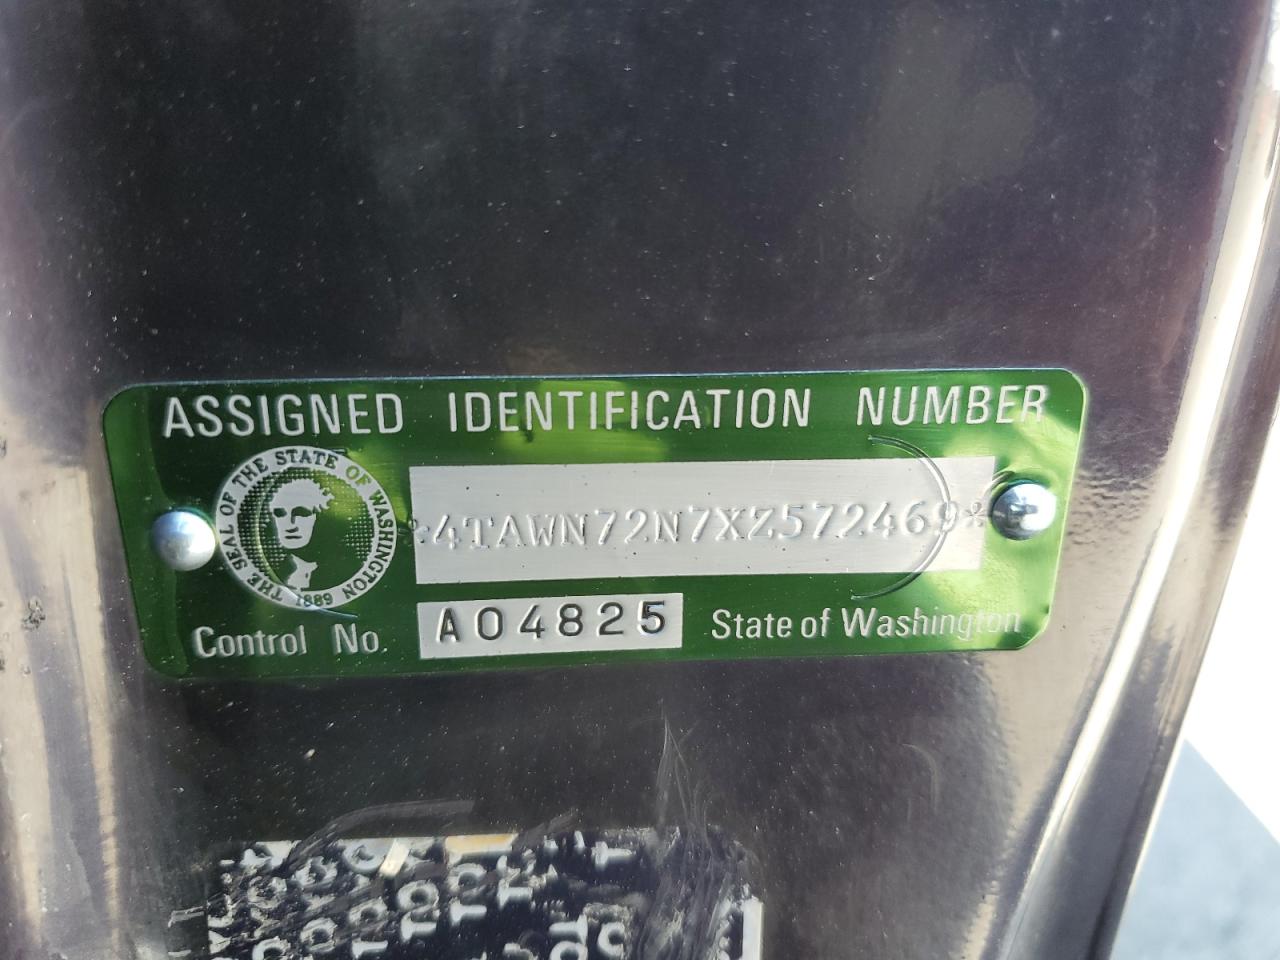 ASSIGNED IDENTIFICATION NUMBER
THE SEAL OF THE STATE OF WASHINGTON
1889
*4TAWN72N7XZ572469*
Control No. A04825 State of Washington